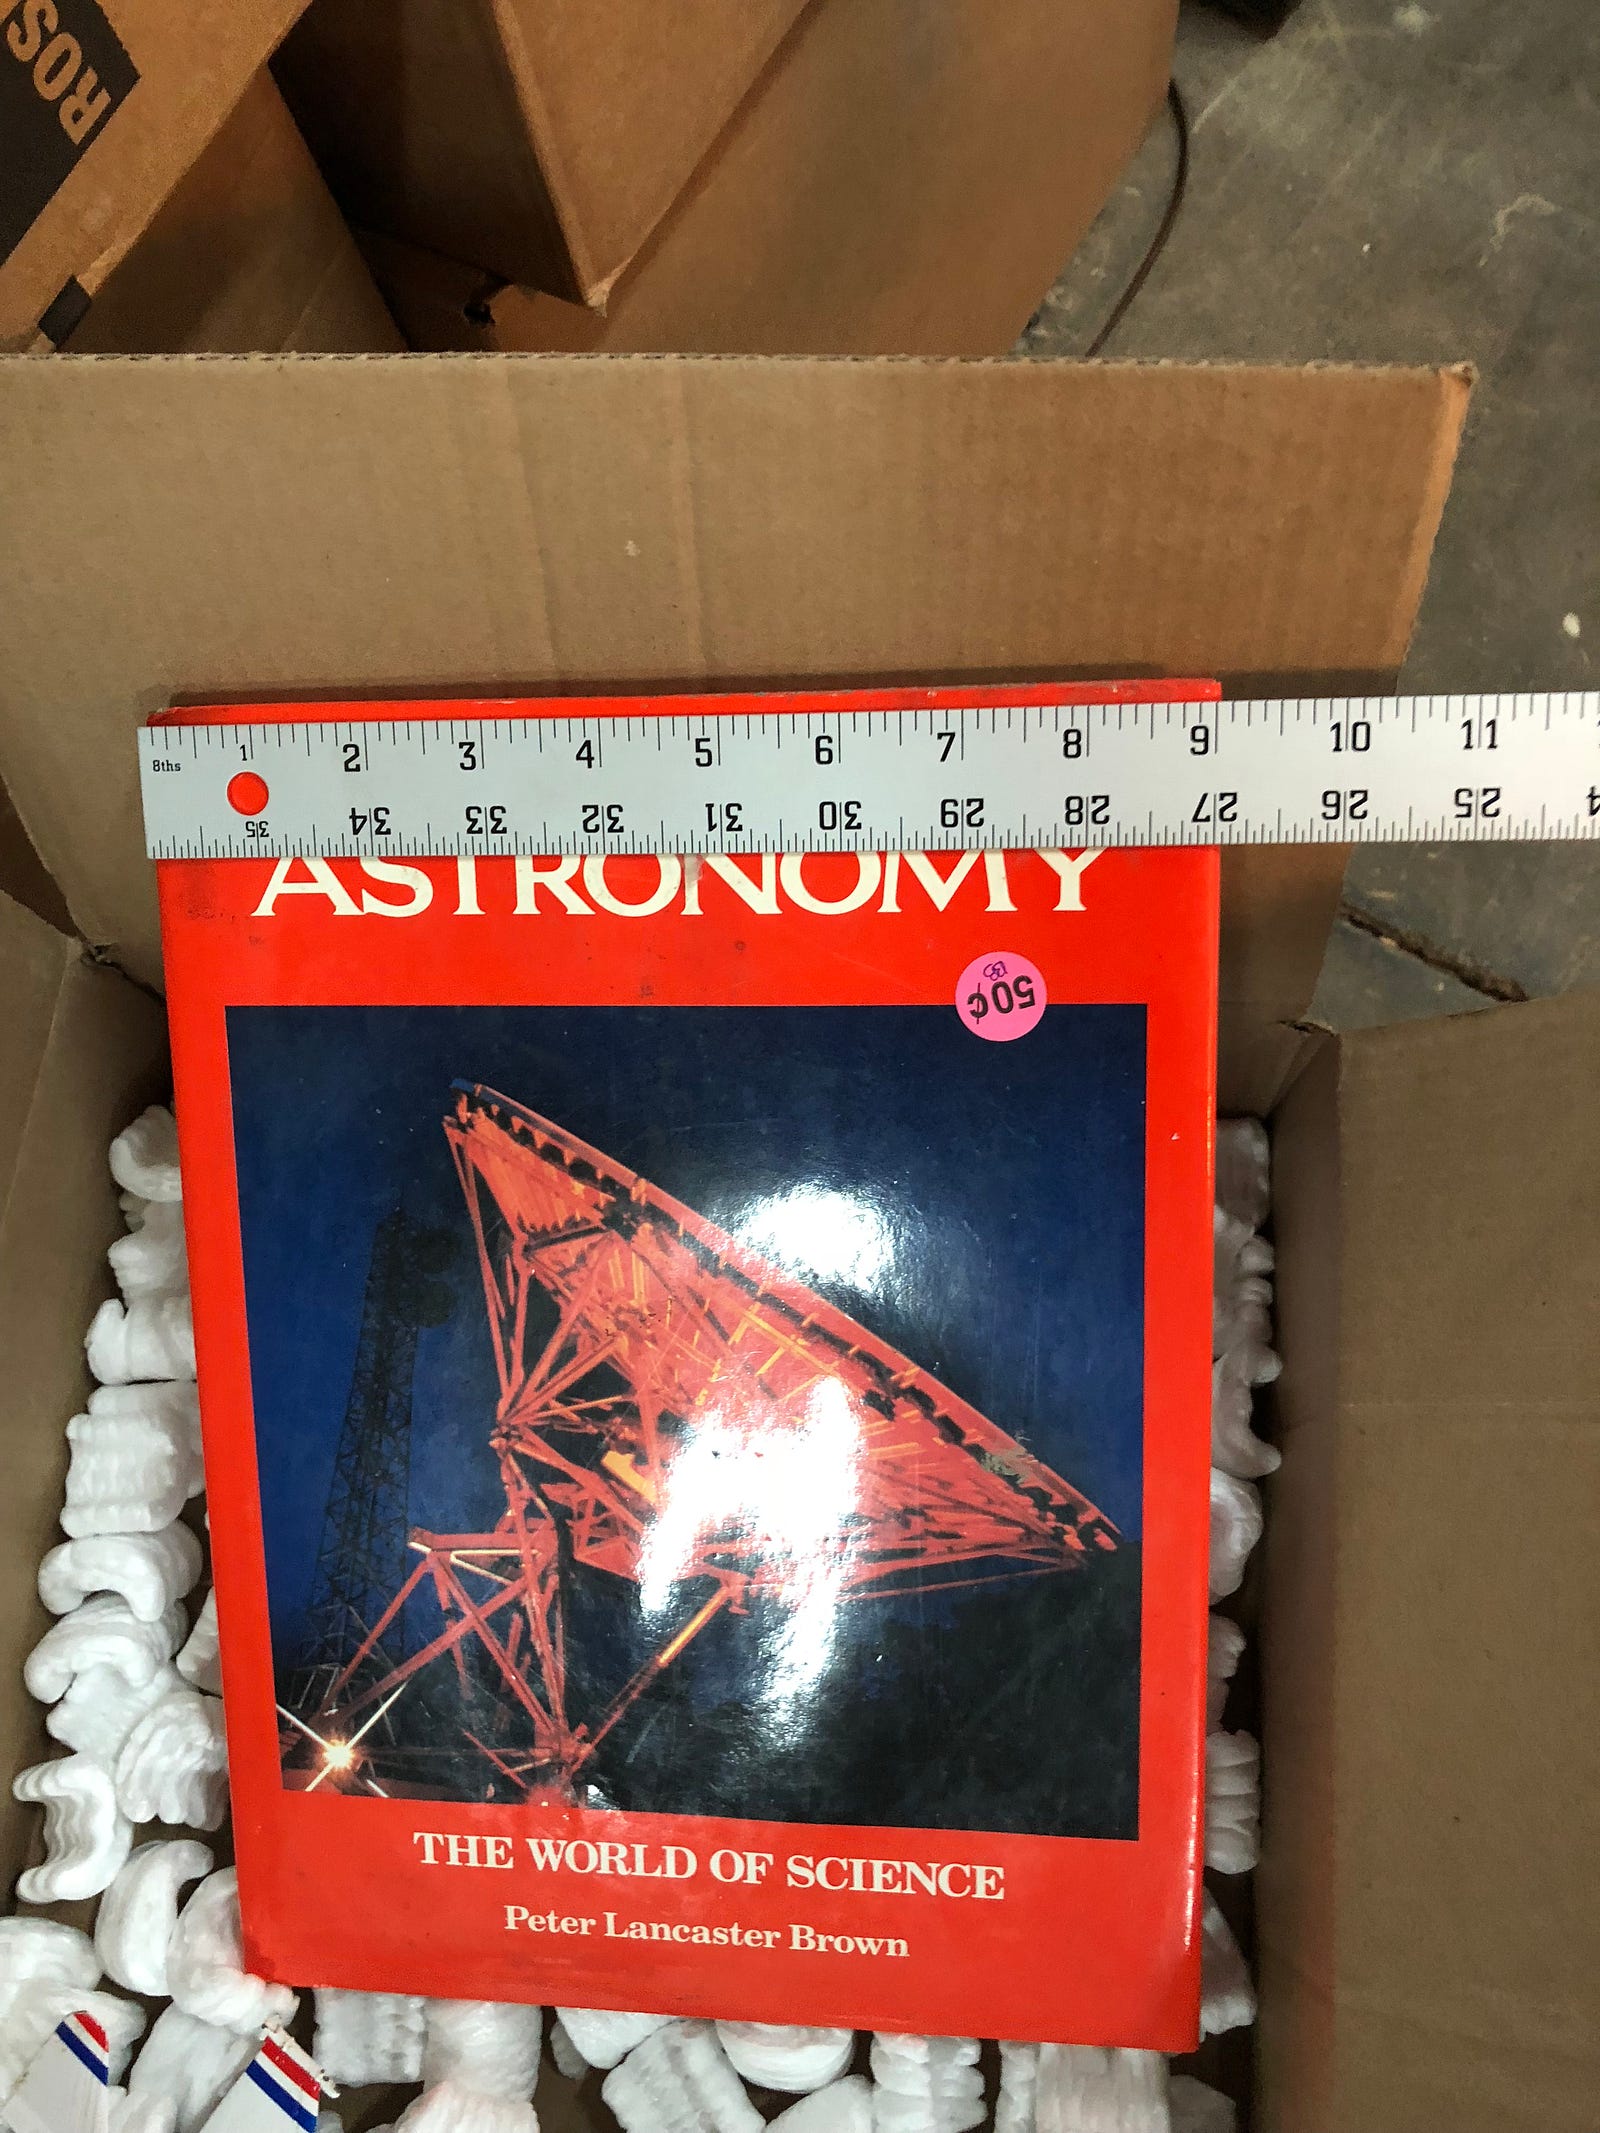 ROS
8ths 1 2 3 4 5 6 7 8 9 10 11
35 34 33 32 31 30 29 28 27 26 25
ASTRONOMY
50¢
THE WORLD OF SCIENCE
Peter Lancaster Brown